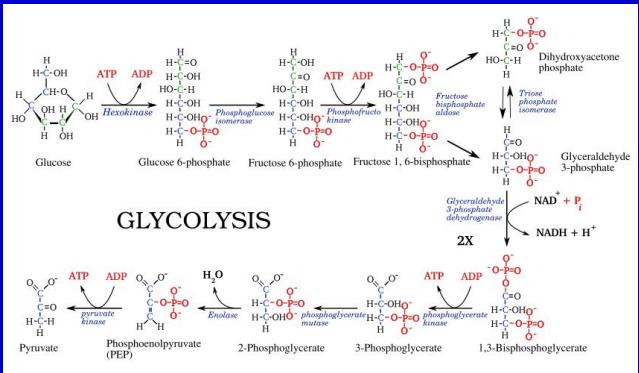 ATP ADP
Hexokinase
Glucose
Phosphoglucose
isomerase
Glucose 6-phosphate
Fructose 6-phosphate
ATP ADP
Phosphofructo
kinase
Fructose 1, 6-bisphosphate
Fructose
bisphosphate
aldose
Dihydroxyacetone
phosphate
Triose
phosphate
isomerase
Glyceraldehyde
3-phosphate
Glyceraldehyde
3-phosphate
dehydrogenase
NAD+ + Pi
NADH + H+
2X
GLYCOLYSIS
1,3-Bisphosphoglycerate
ATP ADP
phosphoglycerate
kinase
3-Phosphoglycerate
phosphoglycerate
mutase
2-Phosphoglycerate
H2O
Enolase
Phosphoenolpyruvate
(PEP)
ATP ADP
pyruvate
kinase
Pyruvate